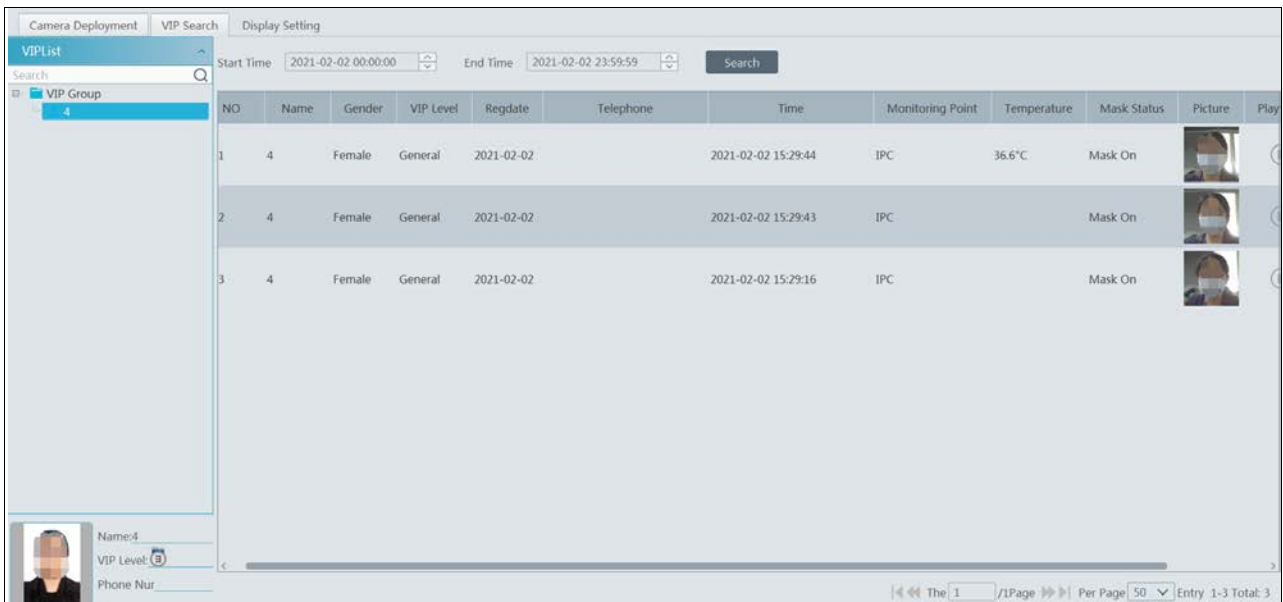 Camera Deployment VIP Search Display Setting
VIPList
Start Time 2021-02-02 00:00:00 End Time 2021-02-02 23:59:59 Search
Search
VIP Group
4
NO Name Gender VIP Level Regdate Telephone Time Monitoring Point Temperature Mask Status Picture Play
1 4 Female General 2021-02-02 2021-02-02 15:29:44 IPC 36.6°C Mask On
2 4 Female General 2021-02-02 2021-02-02 15:29:43 IPC Mask On
3 4 Female General 2021-02-02 2021-02-02 15:29:16 IPC Mask On
Name:4
VIP Level:
Phone Nur
The 1 /1Page Per Page 50 Entry 1-3 Total: 3